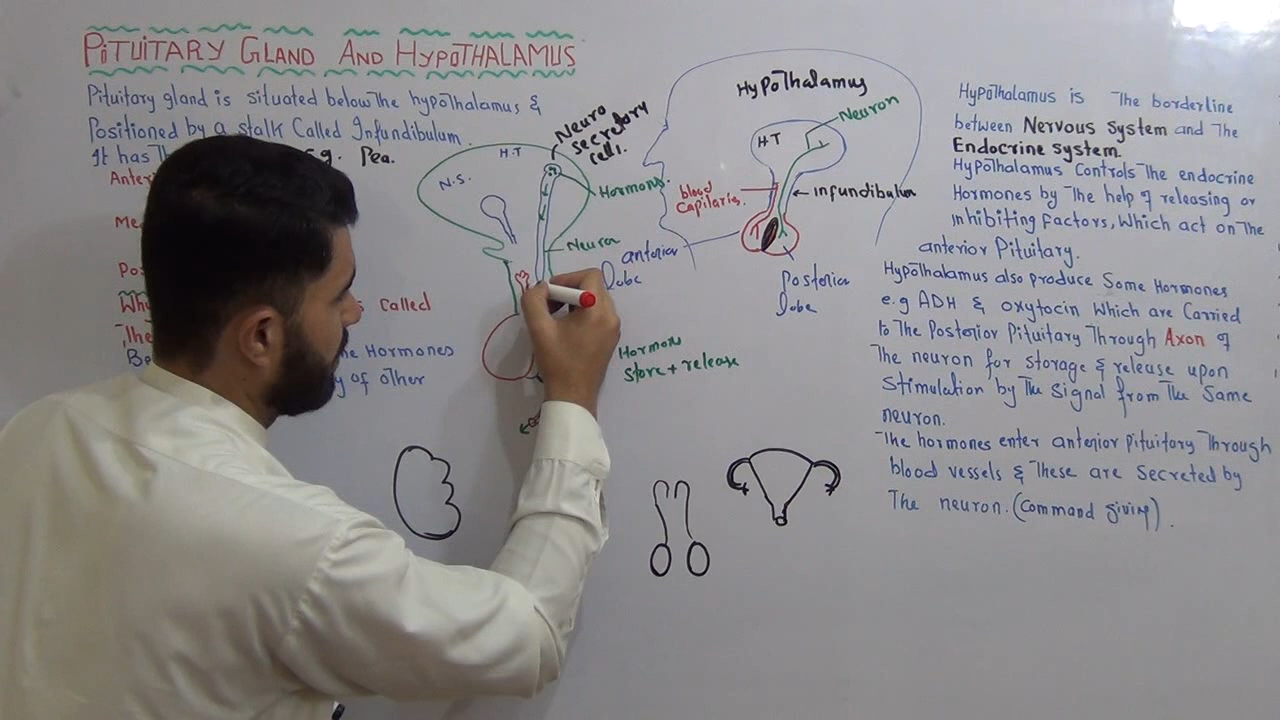 PITUITARY GLAND AND HYPOTHALAMUS
Pituitary gland is situated below The hypothalamus &
Positioned by a stalk Called Infundibulum.
It has
g. Pea.
called
The
Hormones
of other
H.T
N.S.
Neuro
secretory
cells.
Hormons.
Neuron
Hormons
store + release
Hypothalamus
H.T
Neuron
blood
Capilaries.
infundibulum
anterior
lobe
Posterior
lobe
Hypothalamus is The borderline
between Nervous System and The
Endocrine system.
Hypothalamus Controls The endocrine
Hormones by The help of releasing or
inhibiting factors, Which act on The
anterior Pituitary.
Hypothalamus also produce Some Hormones
e.g ADH & oxytocin Which are Carried
to The Posterior Pituitary Through Axon of
The neuron for storage & release upon
Stimulation by The Signal from The Same
neuron.
The hormones enter anterior pituitory Through
blood vessels & These are secreted by
The neuron. (Command giving).